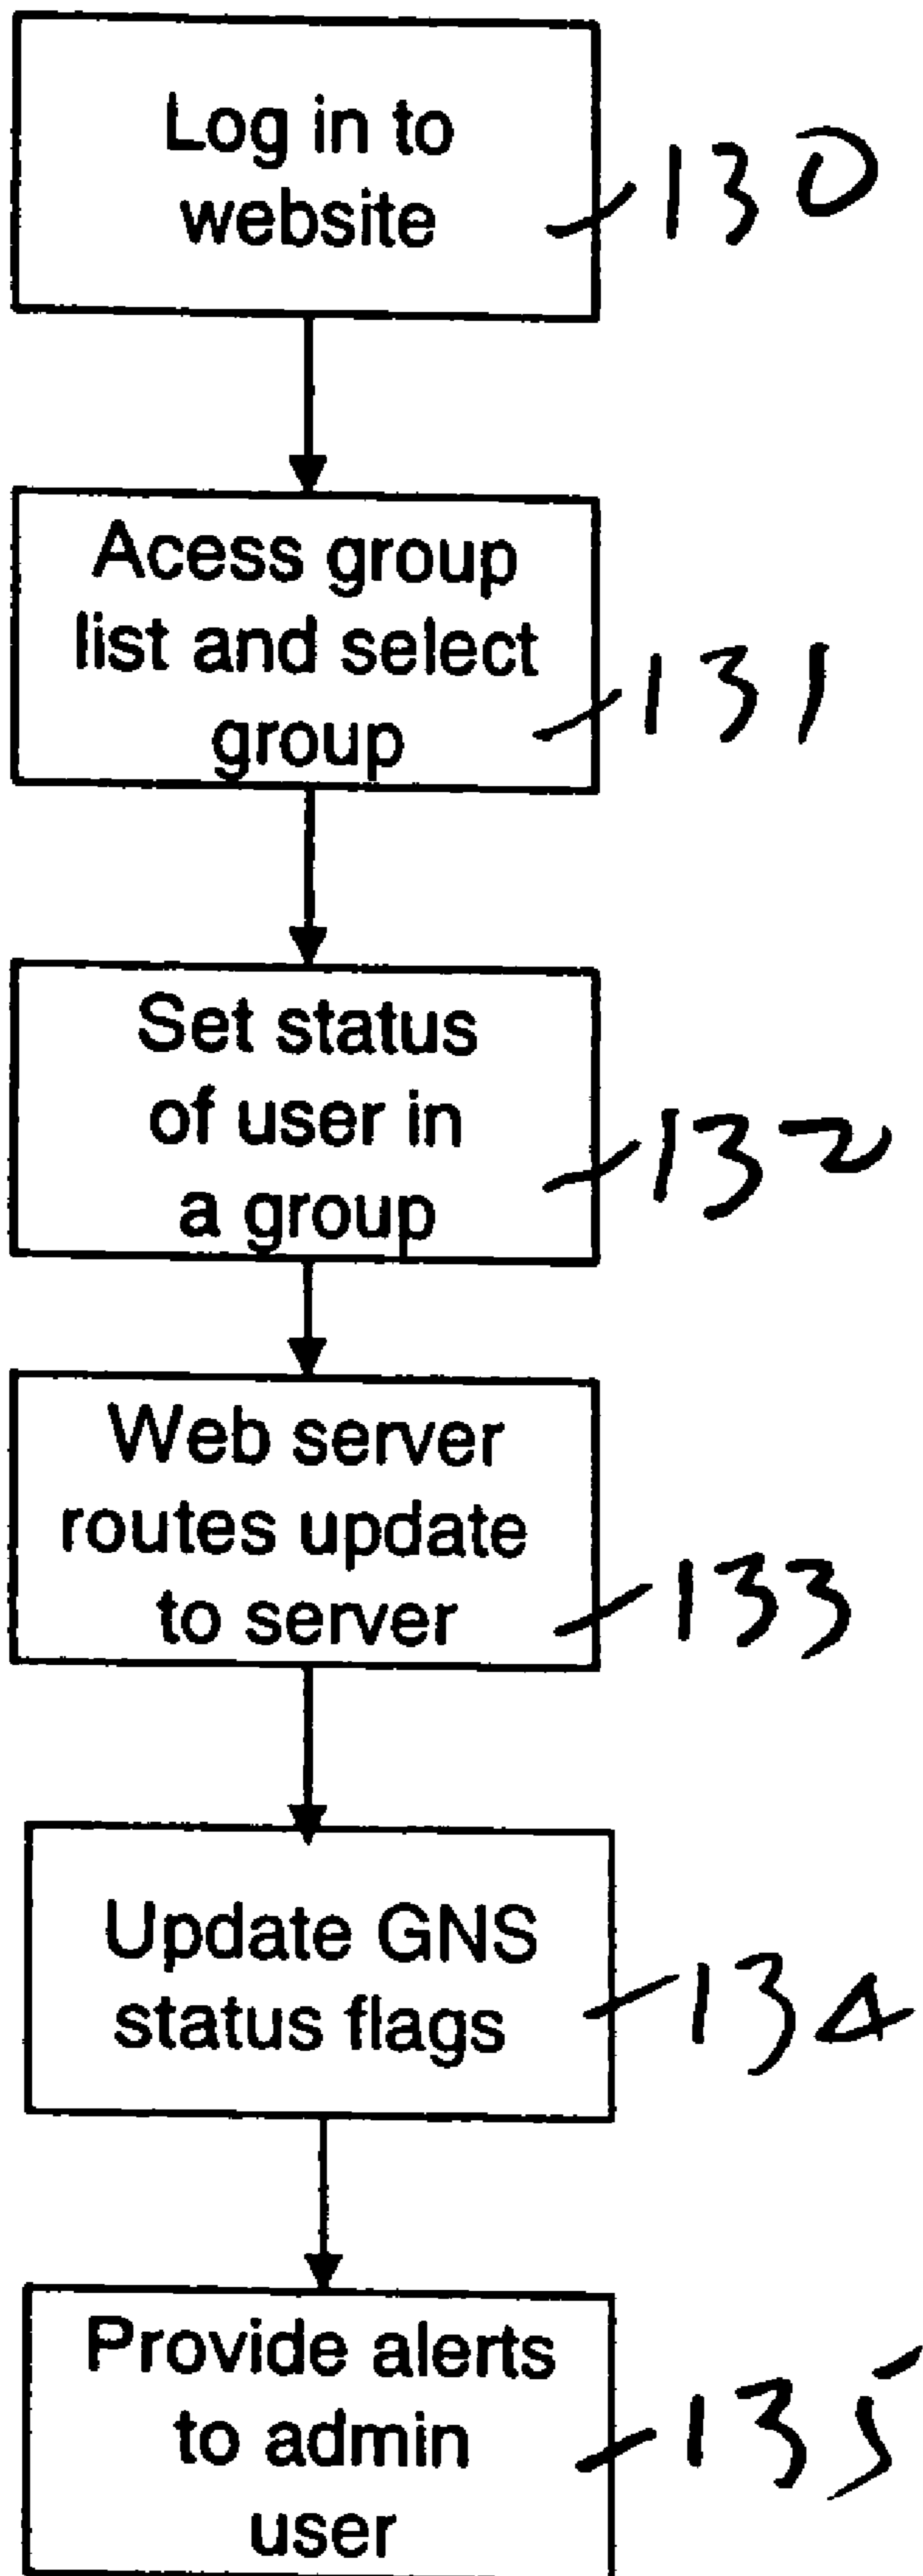 Log in to
website
130
Acess group
list and select
group
131
Set status
of user in
a group
132
Web server
routes update
to server
133
Update GNS
status flags
134
Provide alerts
to admin
user
135